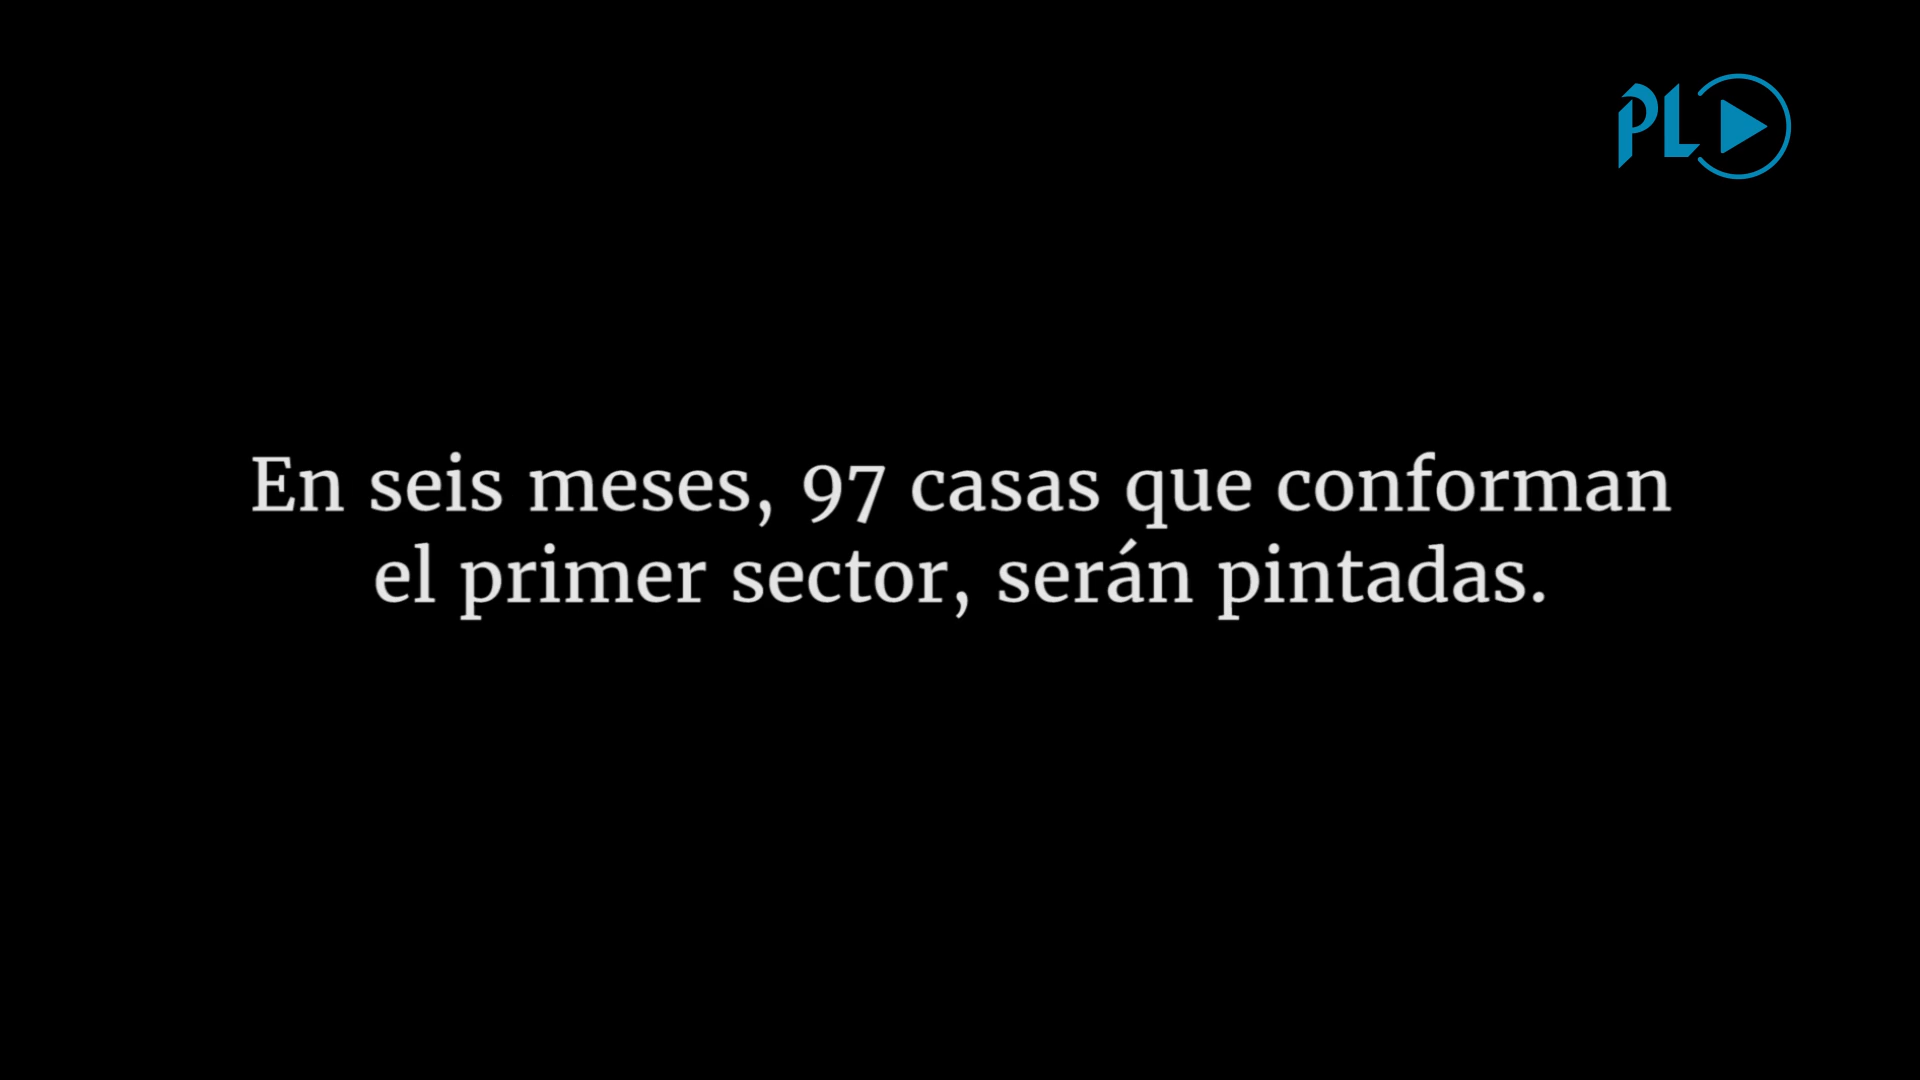 PL
En seis meses, 97 casas que conforman
el primer sector, serán pintadas.